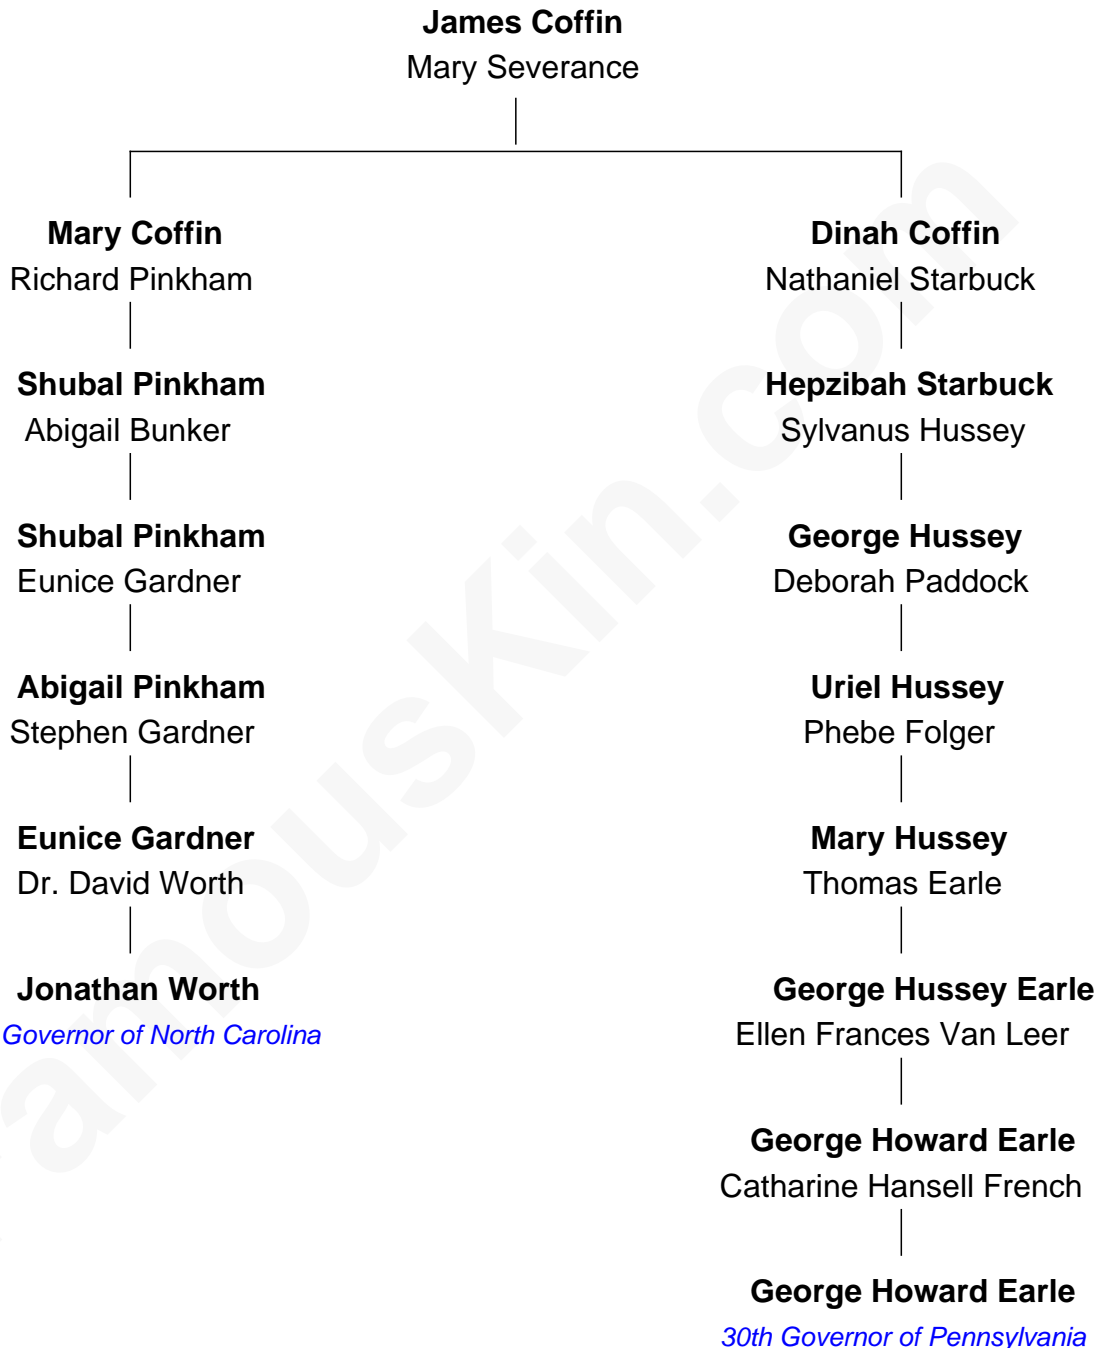 James Coffin
Mary Severance
Mary Coffin
Richard Pinkham
Dinah Coffin
Nathaniel Starbuck
Shubal Pinkham
Abigail Bunker
Hepzibah Starbuck
Sylvanus Hussey
Shubal Pinkham
Eunice Gardner
George Hussey
Deborah Paddock
Abigail Pinkham
Stephen Gardner
Uriel Hussey
Phebe Folger
Eunice Gardner
Dr. David Worth
Mary Hussey
Thomas Earle
Jonathan Worth
Governor of North Carolina
George Hussey Earle
Ellen Frances Van Leer
George Howard Earle
Catharine Hansell French
George Howard Earle
30th Governor of Pennsylvania
amousKin.com